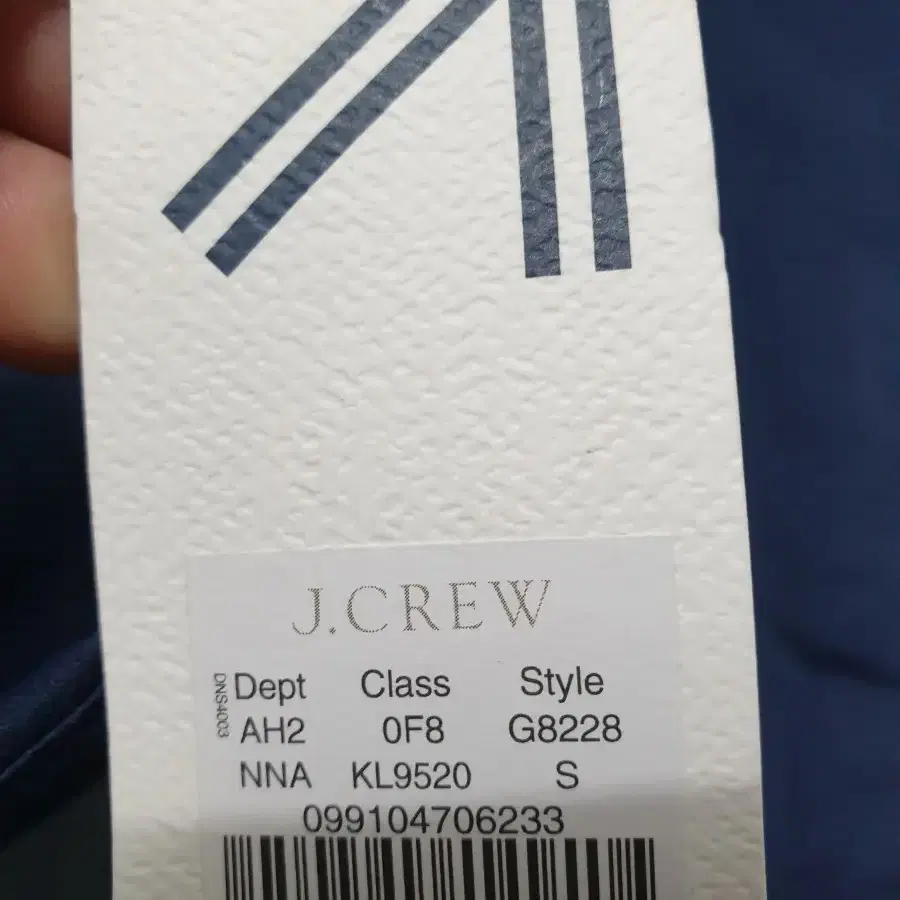 J.CREW
DNS4003
Dept Class Style
AH2 0F8 G8228
NNA KL9520 S
099104706233